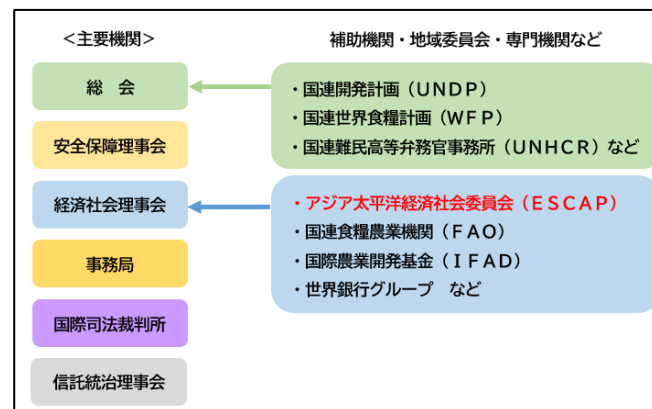 ＜主要機関＞
補助機関・地域委員会・専門機関など
総　会
安全保障理事会
経済社会理事会
事務局
国際司法裁判所
信託統治理事会
・国連開発計画（ＵＮＤＰ）
・国連世界食糧計画（ＷＦＰ）
・国連難民高等弁務官事務所（ＵＮＨＣＲ）など
・アジア太平洋経済社会委員会（ＥＳＣＡＰ）
・国連食糧農業機関（ＦＡＯ）
・国際農業開発基金（ＩＦＡＤ）
・世界銀行グループ　など